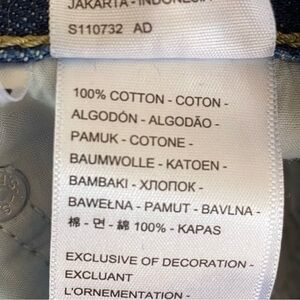 JAKARTA - INDONESIA
S110732 AD
100% COTTON - COTON -
ALGODÓN - ALGODÃO -
PAMUK - COTONE -
BAUMWOLLE - KATOEN -
BAMBAKI - ХЛОПОК -
BAWEŁNA - PAMUT - BAVLNA -
棉 - 면 - 綿 100% - KAPAS
EXCLUSIVE OF DECORATION -
EXCLUANT
L'ORNEMENTATION -